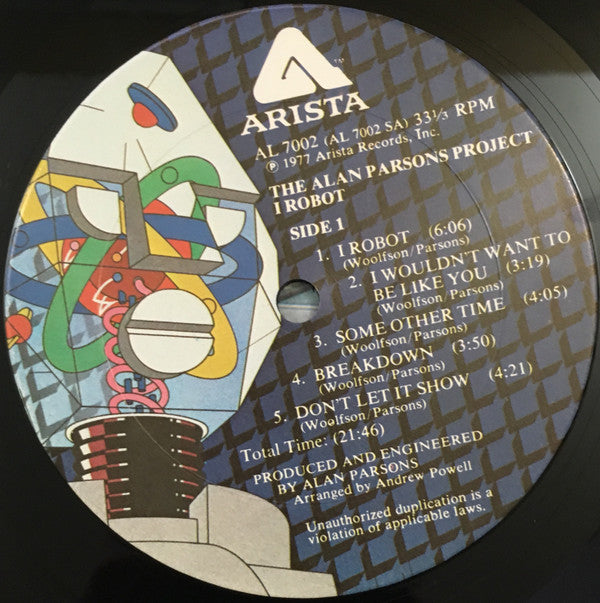 ™
ARISTA
AL 7002 (AL 7002 SA) 33⅓ RPM
℗ 1977 Arista Records, Inc.
THE ALAN PARSONS PROJECT
I ROBOT
SIDE 1
1. I ROBOT (6:06)
(Woolfson/Parsons)
2. I WOULDN'T WANT TO
BE LIKE YOU (3:19)
(Woolfson/Parsons)
3. SOME OTHER TIME (4:05)
(Woolfson/Parsons)
4. BREAKDOWN (3:50)
(Woolfson/Parsons)
5. DON'T LET IT SHOW (4:21)
(Woolfson/Parsons)
Total Time: (21:46)
PRODUCED AND ENGINEERED
BY ALAN PARSONS
Arranged by Andrew Powell
Unauthorized duplication is a
violation of applicable laws.